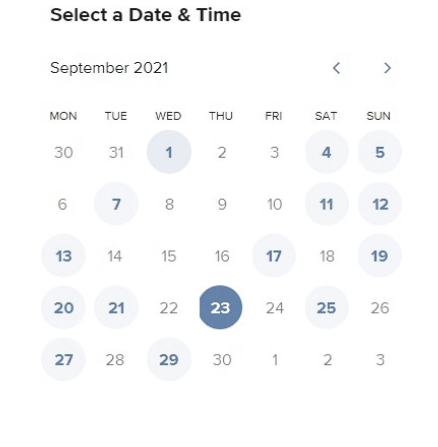 Select a Date & Time
September 2021
MON TUE WED THU FRI SAT SUN
30 31 1 2 3 4 5
6 7 8 9 10 11 12
13 14 15 16 17 18 19
20 21 22 23 24 25 26
27 28 29 30 1 2 3